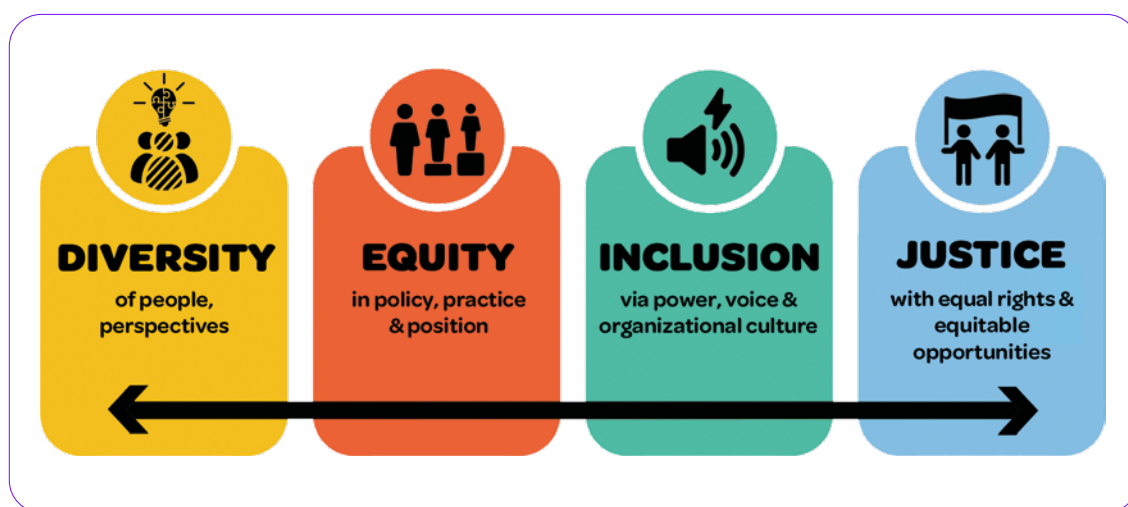 DIVERSITY
of people,
perspectives
EQUITY
in policy, practice
& position
INCLUSION
via power, voice &
organizational culture
JUSTICE
with equal rights &
equitable
opportunities